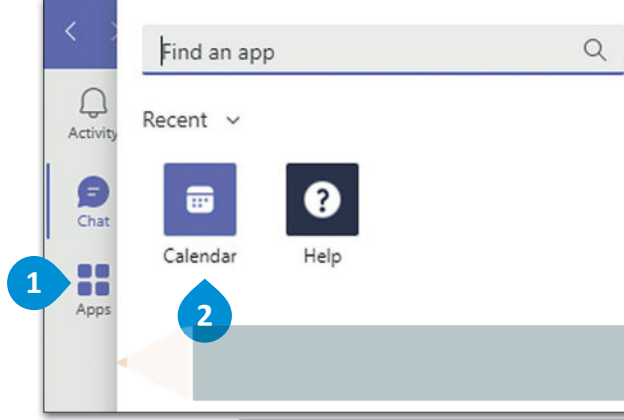 Find an app
Activity
Recent
Chat
Calendar
Help
?
1
Apps
2